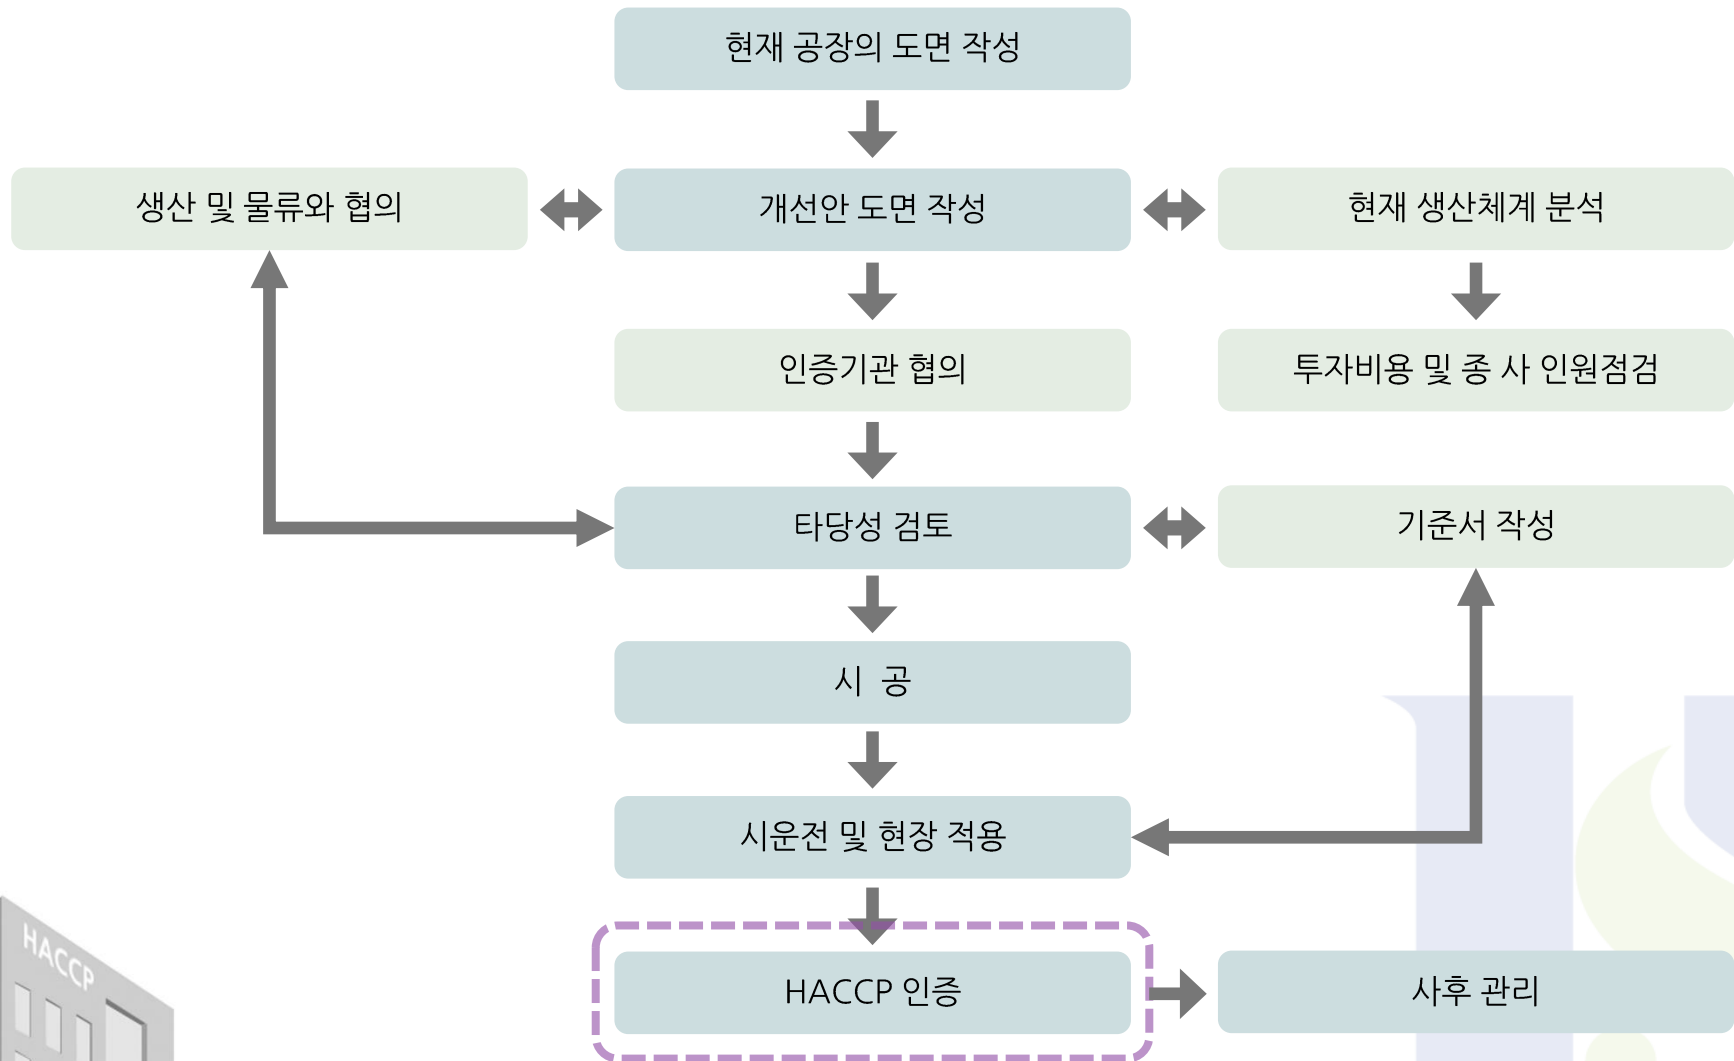 현재 공장의 도면 작성
생산 및 물류와 협의
개선안 도면 작성
현재 생산체계 분석
인증기관 협의
투자비용 및 종 사 인원점검
타당성 검토
기준서 작성
시 공
시운전 및 현장 적용
HACCP
HACCP 인증
사후 관리